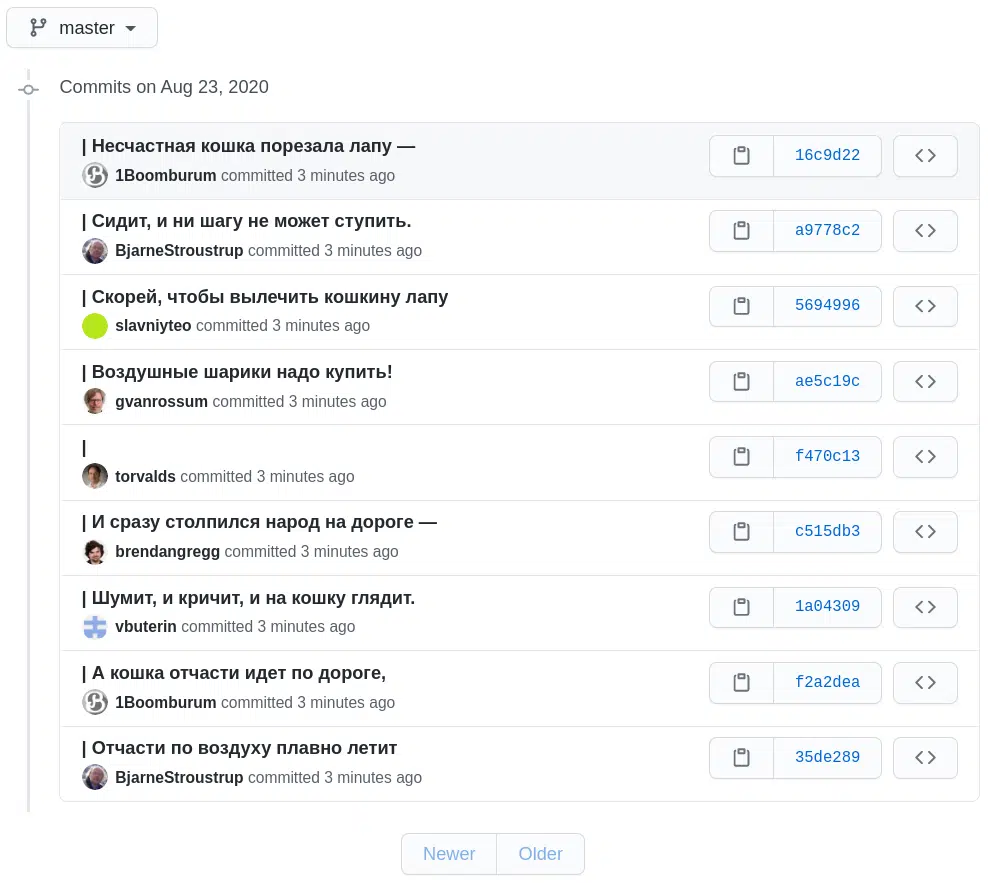 master
Commits on Aug 23, 2020
| Несчастная кошка порезала лапу —
1Boomburum committed 3 minutes ago
16c9d22
| Сидит, и ни шагу не может ступить.
BjarneStroustrup committed 3 minutes ago
a9778c2
| Скорей, чтобы вылечить кошкину лапу
slavniyteo committed 3 minutes ago
5694996
| Воздушные шарики надо купить!
gvanrossum committed 3 minutes ago
ae5c19c
|
torvalds committed 3 minutes ago
f470c13
| И сразу столпился народ на дороге —
brendangregg committed 3 minutes ago
c515db3
| Шумит, и кричит, и на кошку глядит.
vbuterin committed 3 minutes ago
1a04309
| А кошка отчасти идет по дороге,
1Boomburum committed 3 minutes ago
f2a2dea
| Отчасти по воздуху плавно летит
BjarneStroustrup committed 3 minutes ago
35de289
Newer Older